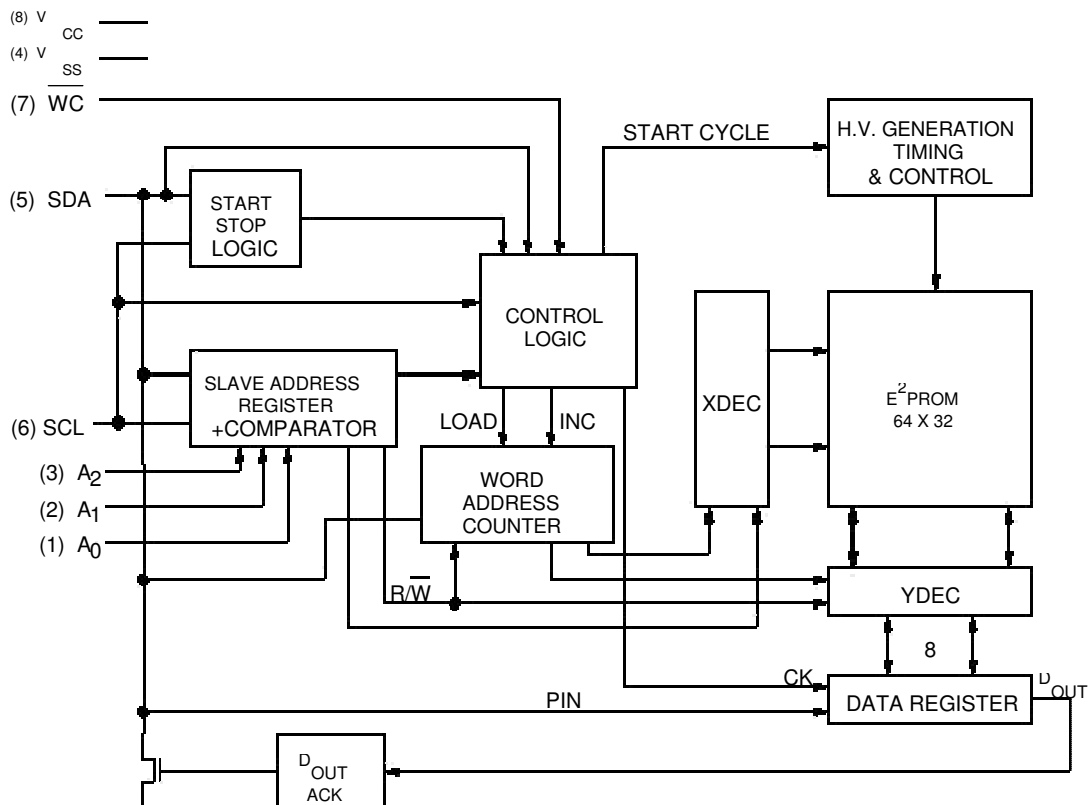 (8) V
CC
(4) V
SS
(7) WC
START CYCLE
H.V. GENERATION
TIMING
& CONTROL
(5) SDA
START
STOP
LOGIC
CONTROL
LOGIC
XDEC
E2PROM
64 X 32
SLAVE ADDRESS
REGISTER
+COMPARATOR
(6) SCL
LOAD
INC
(3) A2
(2) A1
(1) A0
WORD
ADDRESS
COUNTER
R/W
YDEC
8
CK
PIN
DATA REGISTER
D
OUT
D
OUT
ACK